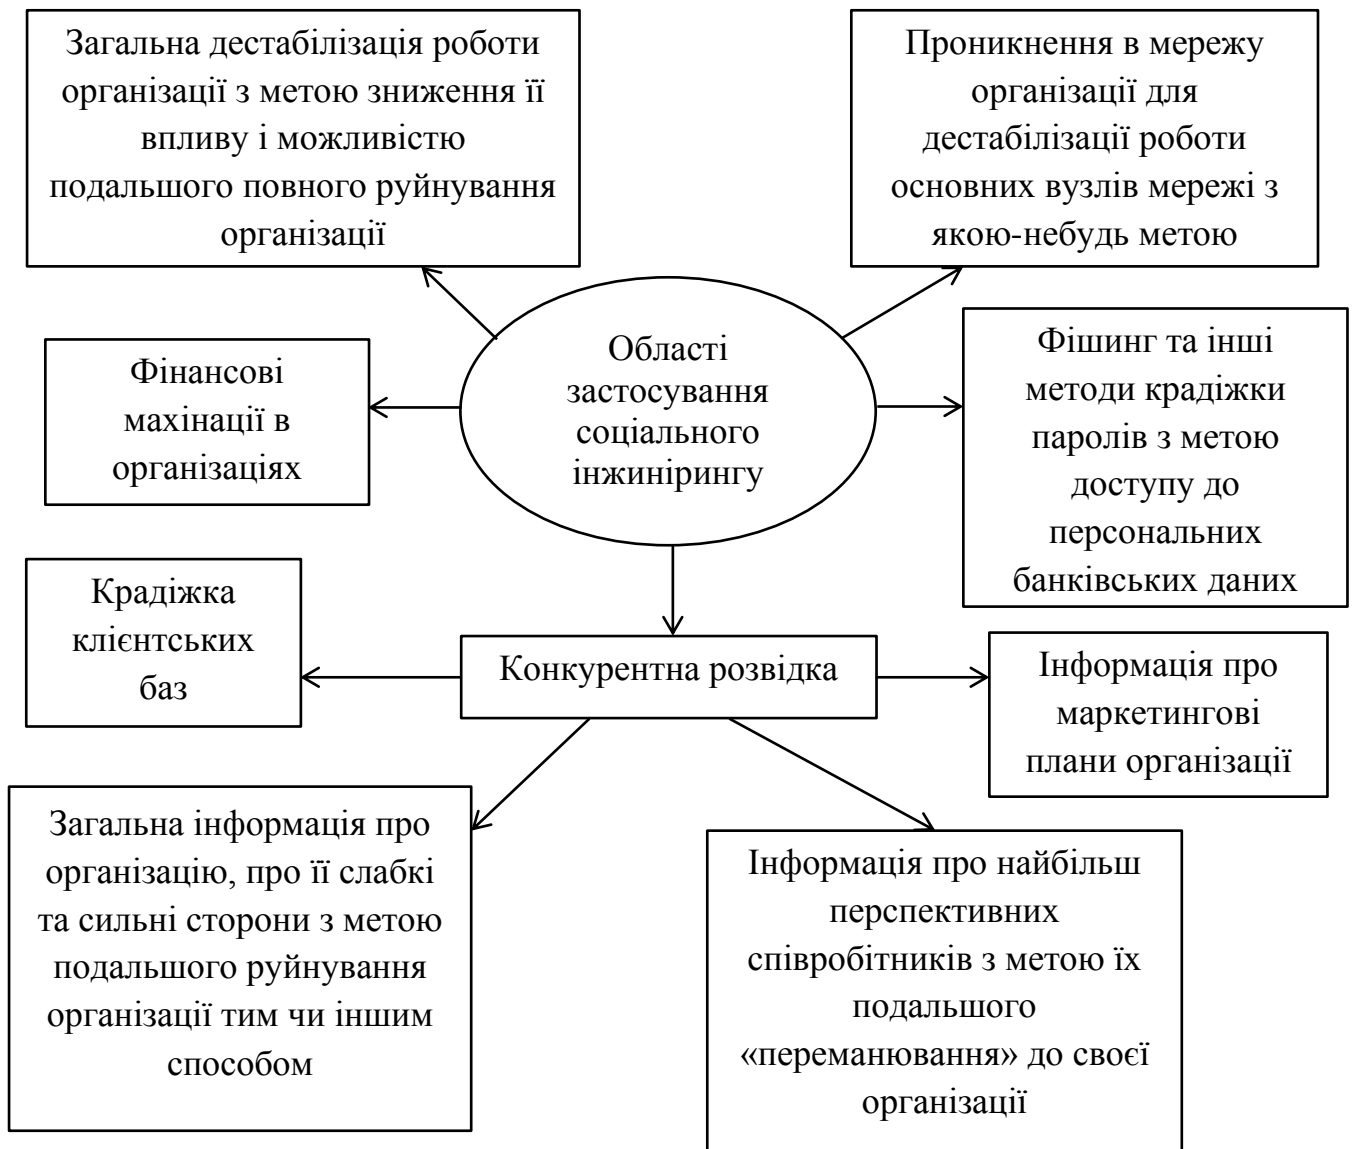 Загальна дестабілізація роботи
організації з метою зниження її
впливу і можливістю
подальшого повного руйнування
організації
Проникнення в мережу
організації для
дестабілізації роботи
основних вузлів мережі з
якою-небудь метою
Області
застосування
соціального
інжинірингу
Фінансові
махінації в
організаціях
Фішинг та інші
методи крадіжки
паролів з метою
доступу до
персональних
банківських даних
Крадіжка
клієнтських
баз
Конкурентна розвідка
Інформація про
маркетингові
плани організації
Загальна інформація про
організацію, про її слабкі
та сильні сторони з метою
подальшого руйнування
організації тим чи іншим
способом
Інформація про найбільш
перспективних
співробітників з метою їх
подальшого
«переманювання» до своєї
організації